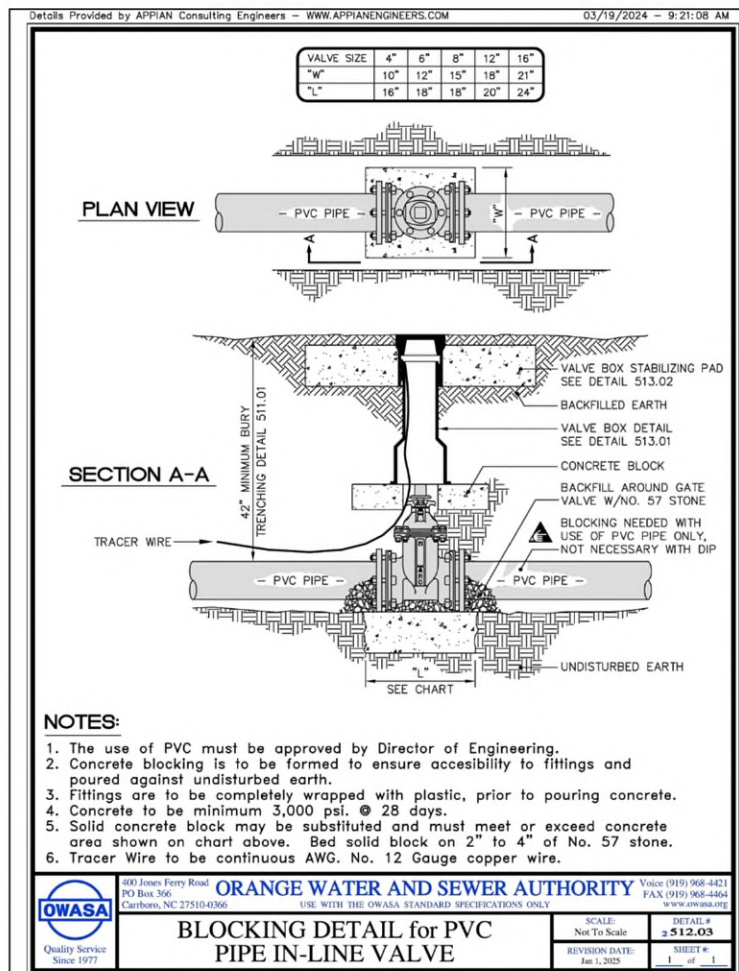 Details Provided by APPIAN Consulting Engineers - WWW.APPIANENGINEERS.COM 03/19/2024 - 9:21:08 AM
VALVE SIZE 4" 6" 8" 12" 16"
"W" 10" 12" 15" 18" 21"
"L" 16" 18" 18" 20" 24"
PLAN VIEW
- PVC PIPE -
"W"
- PVC PIPE -
A
A
VALVE BOX STABILIZING PAD
SEE DETAIL 513.02
BACKFILLED EARTH
VALVE BOX DETAIL
SEE DETAIL 513.01
42" MINIMUM BURY
TRENCHING DETAIL 511.01
SECTION A-A
CONCRETE BLOCK
BACKFILL AROUND GATE
VALVE W/NO. 57 STONE
TRACER WIRE
BLOCKING NEEDED WITH
USE OF PVC PIPE ONLY,
NOT NECESSARY WITH DIP
- PVC PIPE -
- PVC PIPE -
UNDISTURBED EARTH
"L"
SEE CHART
NOTES:
1. The use of PVC must be approved by Director of Engineering.
2. Concrete blocking is to be formed to ensure accesibility to fittings and
poured against undisturbed earth.
3. Fittings are to be completely wrapped with plastic, prior to pouring concrete.
4. Concrete to be minimum 3,000 psi. @ 28 days.
5. Solid concrete block may be substituted and must meet or exceed concrete
area shown on chart above. Bed solid block on 2" to 4" of No. 57 stone.
6. Tracer Wire to be continuous AWG. No. 12 Gauge copper wire.
OWASA
Quality Service
Since 1977
400 Jones Ferry Road
PO Box 366
Carrboro, NC 27510-0366
ORANGE WATER AND SEWER AUTHORITY
USE WITH THE OWASA STANDARD SPECIFICATIONS ONLY
Voice (919) 968-4421
FAX (919) 968-4464
www.owasa.org
BLOCKING DETAIL for PVC
PIPE IN-LINE VALVE
SCALE:
Not To Scale
DETAIL #
2 512.03
REVISION DATE:
Jan 1, 2025
SHEET #:
1 of 1